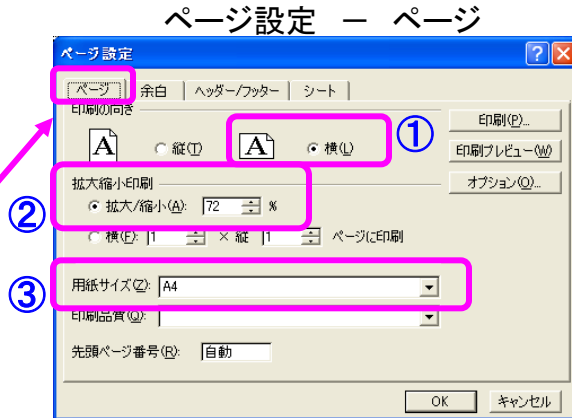 ページ設定 － ページ
ページ設定
ページ 余白 ヘッダー/フッター シート
印刷の向き
A 縦(T) A 横(L) ①
印刷(P)...
印刷プレビュー(W)
オプション(O)...
拡大縮小印刷
② 拡大/縮小(A): 72 %
横(F): 1 × 縦 1 ページに印刷
③ 用紙サイズ(Z): A4
印刷品質(Q):
先頭ページ番号(R): 自動
OK キャンセル